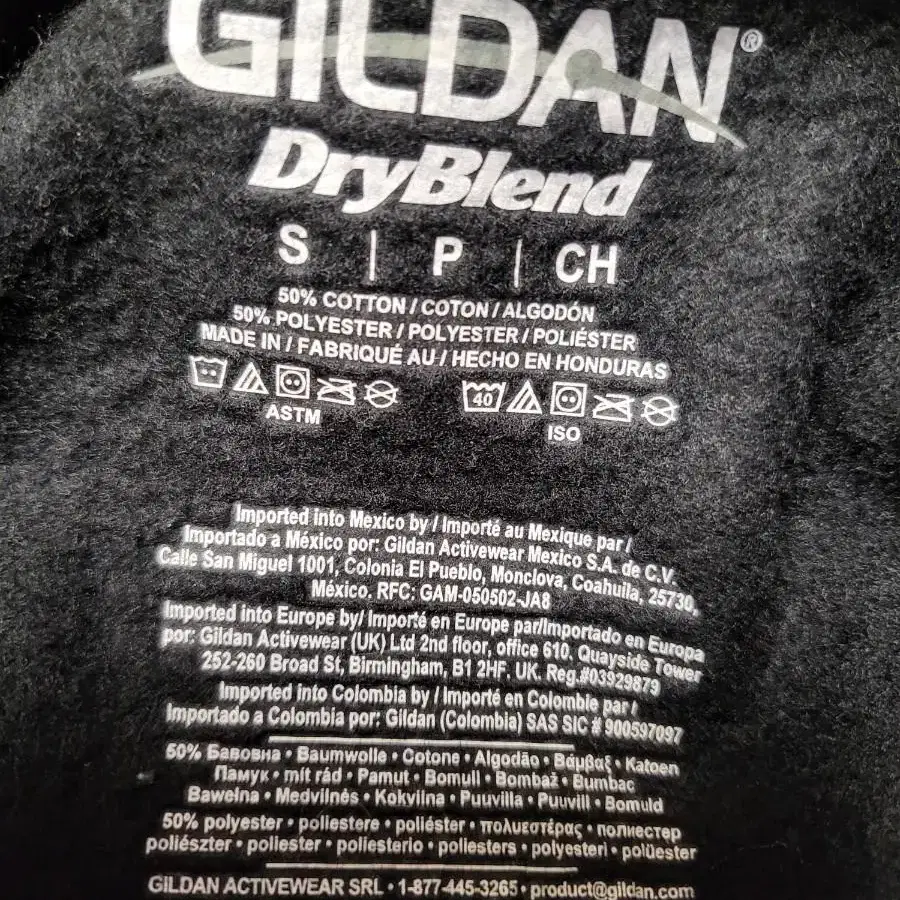 GILDAN®
DryBlend
S | P | CH
50% COTTON / COTON / ALGODÓN
50% POLYESTER / POLYESTER / POLIÉSTER
MADE IN / FABRIQUÉ AU / HECHO EN HONDURAS
40
ASTM
ISO
Imported into Mexico by / Importé au Mexique par /
Importado a México por: Gildan Activewear Mexico S.A. de C.V.
Calle San Miguel 1001, Colonia El Pueblo, Monclova, Coahuila, 25730,
México. RFC: GAM-050502-JA8
Imported into Europe by/ Importé en Europe par/Importado en Europa
por: Gildan Activewear (UK) Ltd 2nd floor, office 610, Quayside Tower
252-260 Broad St, Birmingham, B1 2HF, UK. Reg.#03929879
Imported into Colombia by / Importé en Colombie par /
Importado a Colombia por: Gildan (Colombia) SAS SIC # 900597097
50% Бавовна • Baumwolle • Cotone • Algodão • Βάμβαξ • Katoen
Памук • mit rád • Pamut • Bomull • Bombaž • Bumbac
Bawełna • Medvilnės • Kokvilna • Puuvilla • Puuvill • Bomuld
50% polyester • poliestere • poliéster • πολυεστέρας • полиестер
poliészter • poliester • poliesterio • poliesters • polyesteri • polüester
GILDAN ACTIVEWEAR SRL • 1-877-445-3265 • product@gildan.com